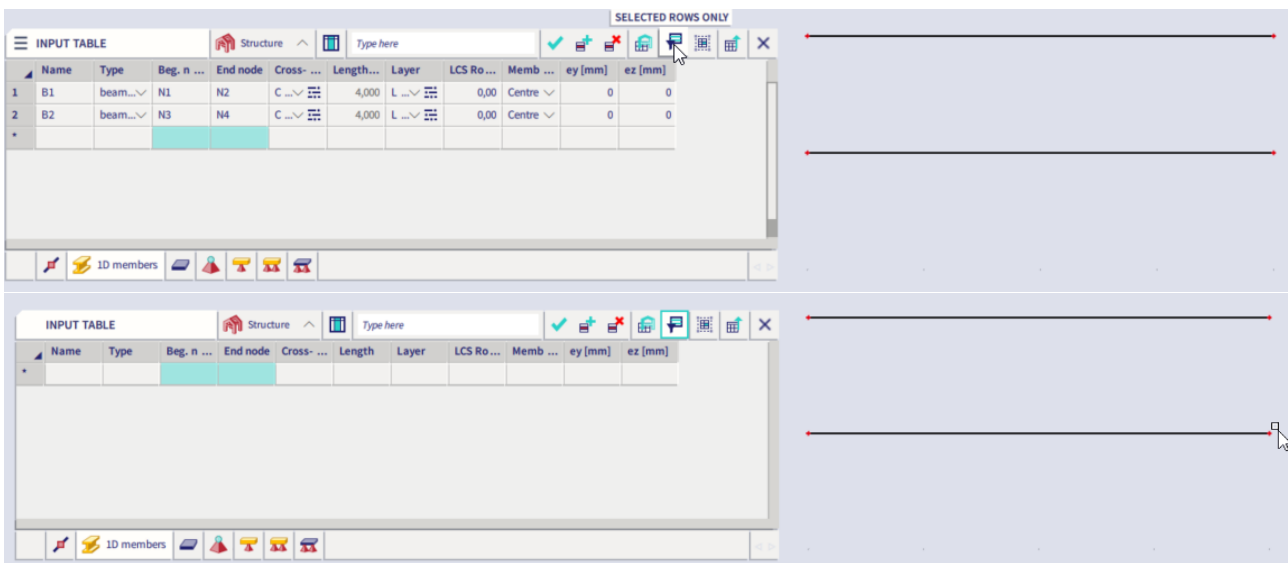 SELECTED ROWS ONLY
INPUT TABLE Structure Type here
Name Type Beg. n ... End node Cross- ... Length... Layer LCS Ro... Memb ... ey [mm] ez [mm]
1 B1 beam... N1 N2 C ... 4,000 L ... 0,00 Centre 0 0
2 B2 beam... N3 N4 C ... 4,000 L ... 0,00 Centre 0 0
*
1D members
INPUT TABLE Structure Type here
Name Type Beg. n ... End node Cross- ... Length Layer LCS Ro... Memb ... ey [mm] ez [mm]
*
1D members